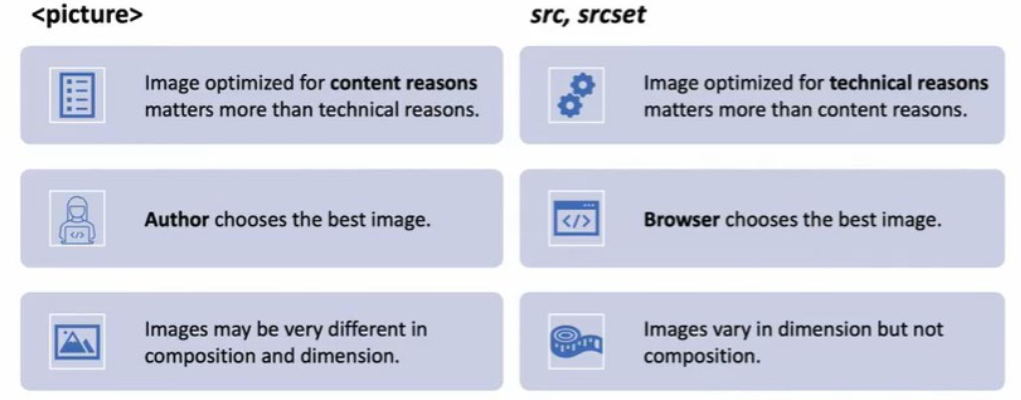 <picture>
Image optimized for content reasons
matters more than technical reasons.
Author chooses the best image.
Images may be very different in
composition and dimension.
src, srcset
Image optimized for technical reasons
matters more than content reasons.
Browser chooses the best image.
Images vary in dimension but not
composition.